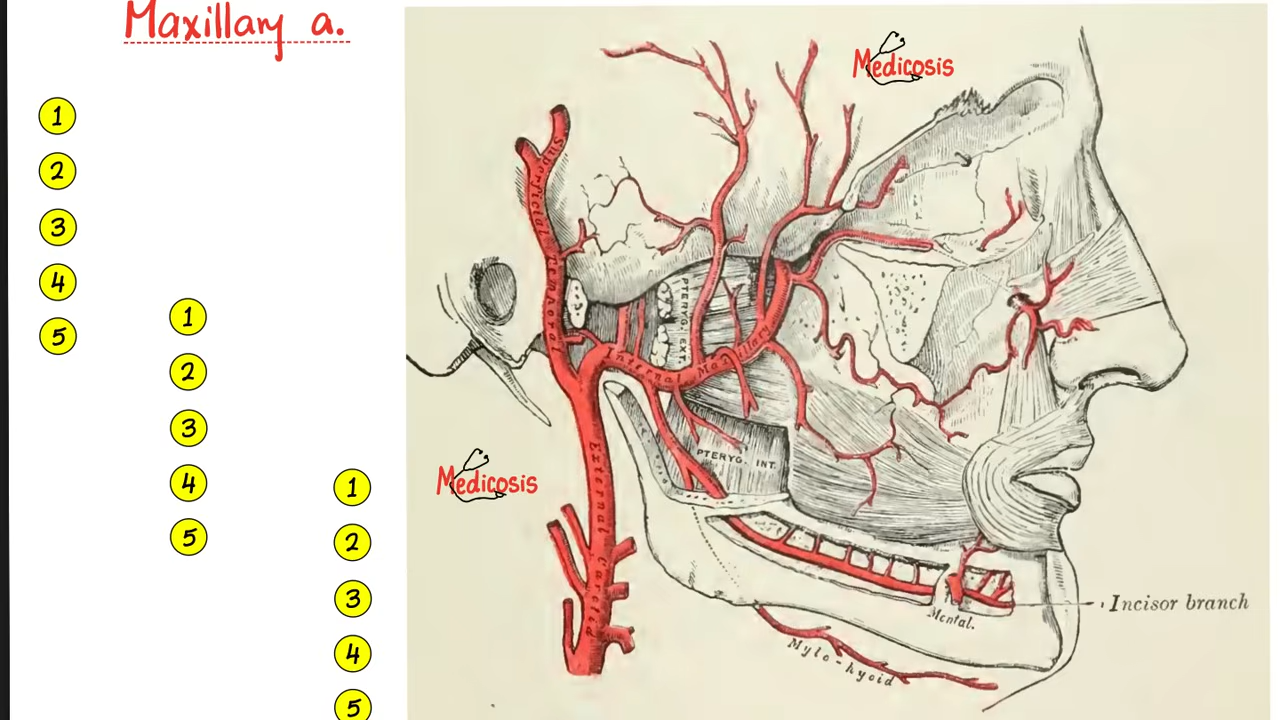 Maxillary a.
1
2
3
4
5
1
2
3
4
5
1
2
3
4
5
Medicosis
Medicosis
Superficial Temporal
PTERYG. EXT.
Internal Maxillary
PTERYG. INT.
External Carotid
Mental.
Incisor branch
Mylo-hyoid